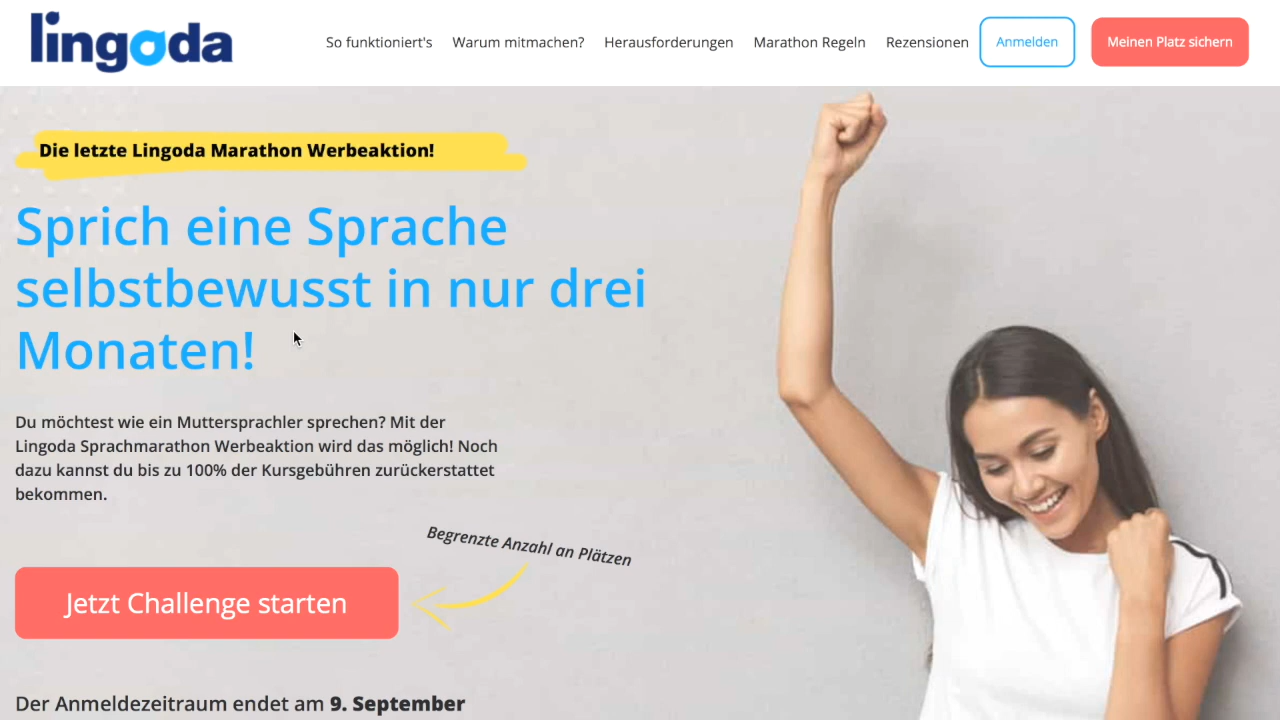 lingoda
So funktioniert's Warum mitmachen? Herausforderungen Marathon Regeln Rezensionen Anmelden Meinen Platz sichern
Die letzte Lingoda Marathon Werbeaktion!
Sprich eine Sprache
selbstbewusst in nur drei
Monaten!
Du möchtest wie ein Muttersprachler sprechen? Mit der
Lingoda Sprachmarathon Werbeaktion wird das möglich! Noch
dazu kannst du bis zu 100% der Kursgebühren zurückerstattet
bekommen.
Begrenzte Anzahl an Plätzen
Jetzt Challenge starten
Der Anmeldezeitraum endet am 9. September